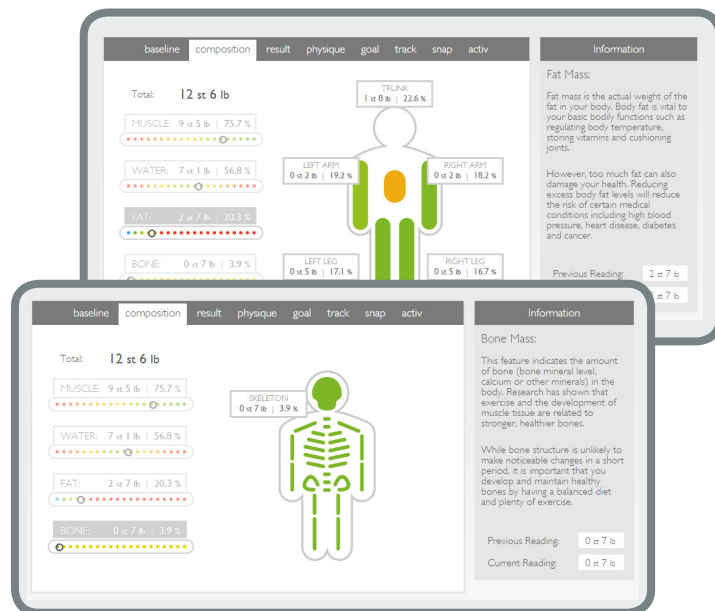 baseline composition result physique goal track snap activ
Information
Total: 12 st 6 lb
MUSCLE: 9 st 5 lb | 75.7 %
WATER: 7 st 1 lb | 56.8 %
FAT: 2 st 7 lb | 20.3 %
BONE: 0 st 7 lb | 3.9 %
TRUNK
1 st 8 lb | 22.6 %
LEFT ARM
0 st 2 lb | 19.2 %
RIGHT ARM
0 st 2 lb | 18.2 %
LEFT LEG
0 st 5 lb | 17.1 %
RIGHT LEG
0 st 5 lb | 16.7 %
Fat Mass:
Fat mass is the actual weight of the
fat in your body. Body fat is vital to
your basic bodily functions such as
regulating body temperature,
storing vitamins and cushioning
joints.
However, too much fat can also
damage your health. Reducing
excess body fat levels will reduce
the risk of certain medical
conditions including high blood
pressure, heart disease, diabetes
and cancer.
Previous Reading: 2 st 7 lb
st 7 lb
baseline composition result physique goal track snap activ
Information
Total: 12 st 6 lb
MUSCLE: 9 st 5 lb | 75.7 %
WATER: 7 st 1 lb | 56.8 %
FAT: 2 st 7 lb | 20.3 %
BONE: 0 st 7 lb | 3.9 %
SKELETON
0 st 7 lb | 3.9 %
Bone Mass:
This feature indicates the amount
of bone (bone mineral level,
calcium or other minerals) in the
body. Research has shown that
exercise and the development of
muscle tissue are related to
stronger, healthier bones.
While bone structure is unlikely to
make noticeable changes in a short
period, it is important that you
develop and maintain healthy
bones by having a balanced diet
and plenty of exercise.
Previous Reading: 0 st 7 lb
Current Reading: 0 st 7 lb